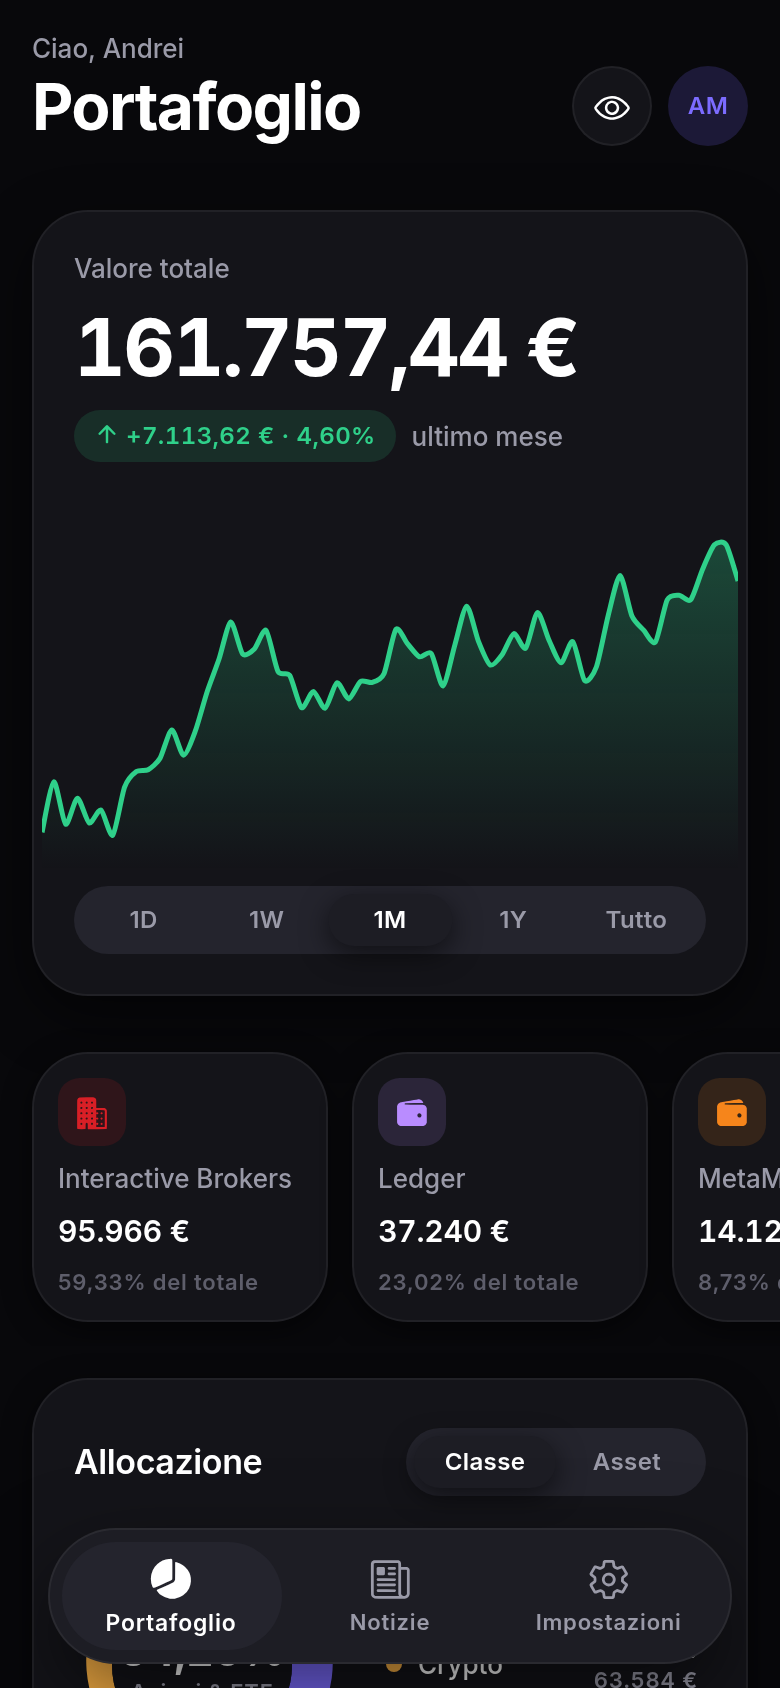 Ciao, Andrei
Portafoglio
AM
Valore totale
161.757,44 €
↑ +7.113,62 € · 4,60% ultimo mese
1D 1W 1M 1Y Tutto
Interactive Brokers
95.966 €
59,33% del totale
Ledger
37.240 €
23,02% del totale
14.12
8,73%
Allocazione
Classe Asset
Portafoglio Notizie Impostazioni
Crypto
63.584 €